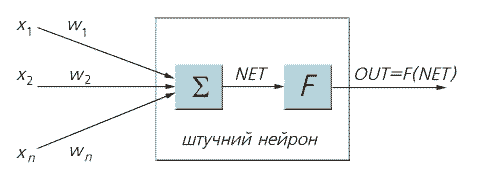 x1 w1
x2 w2 Σ NET F OUT=F(NET)
xn wn
штучний нейрон